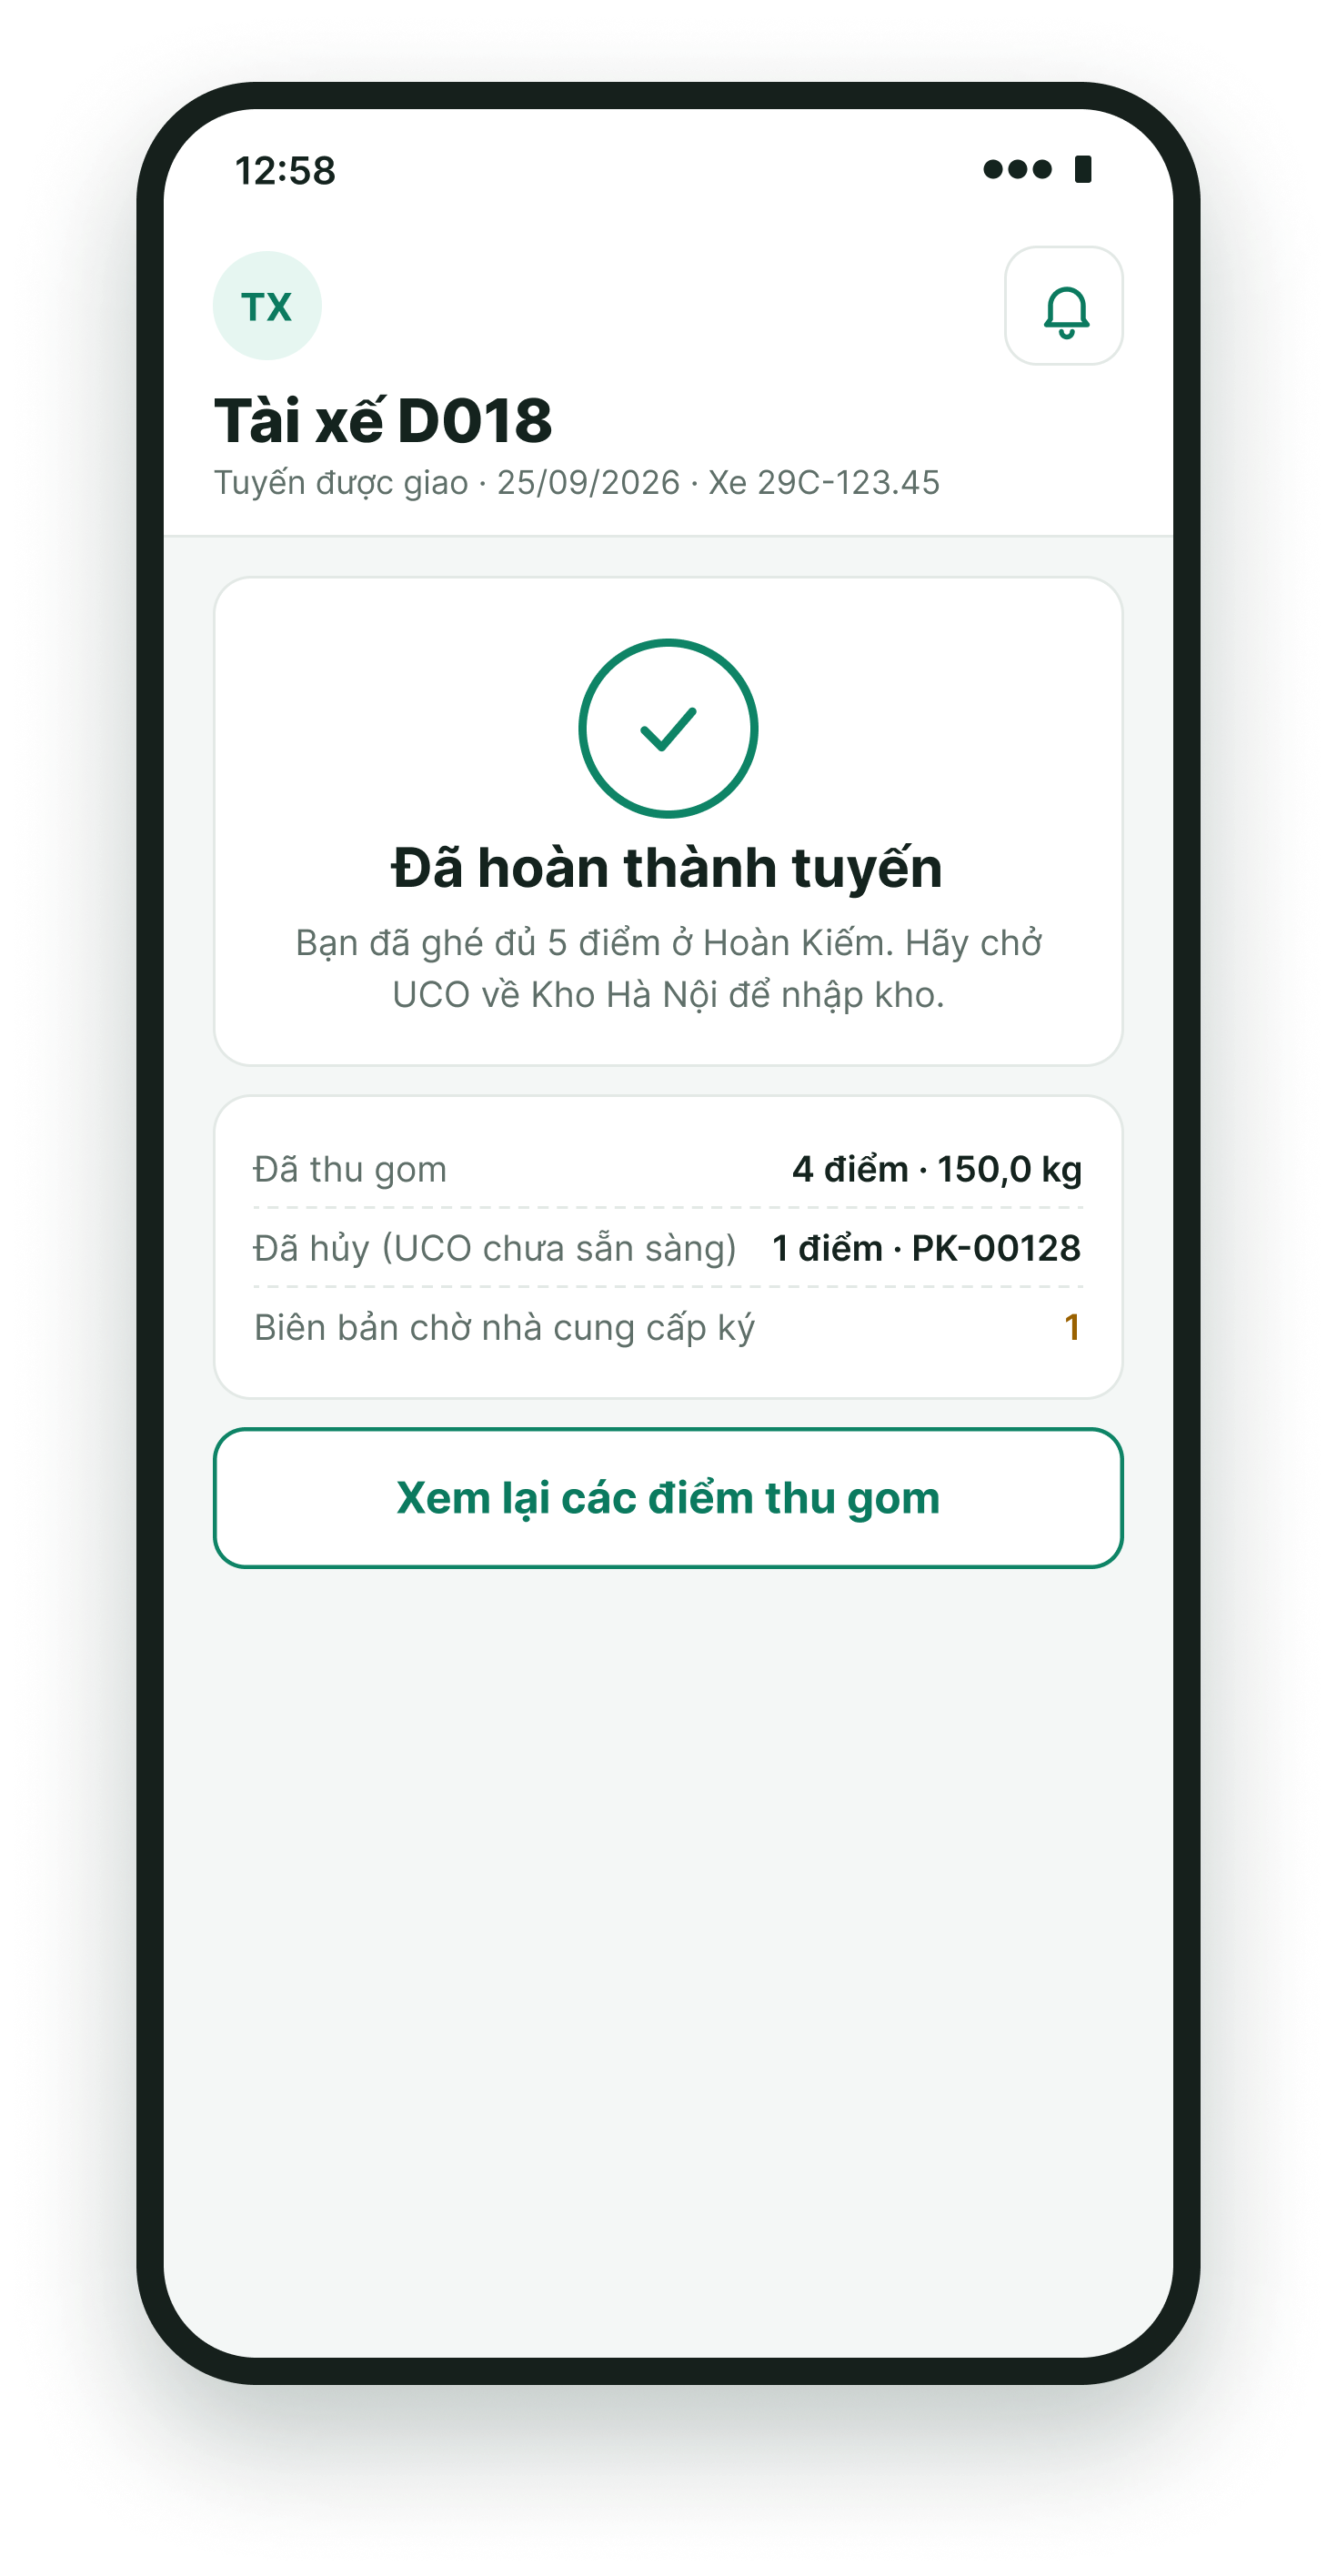 12:58
TX
Tài xế D018
Tuyến được giao · 25/09/2026 · Xe 29C-123.45
Đã hoàn thành tuyến
Bạn đã ghé đủ 5 điểm ở Hoàn Kiếm. Hãy chở
UCO về Kho Hà Nội để nhập kho.
Đã thu gom 4 điểm · 150,0 kg
Đã hủy (UCO chưa sẵn sàng) 1 điểm · PK-00128
Biên bản chờ nhà cung cấp ký 1
Xem lại các điểm thu gom